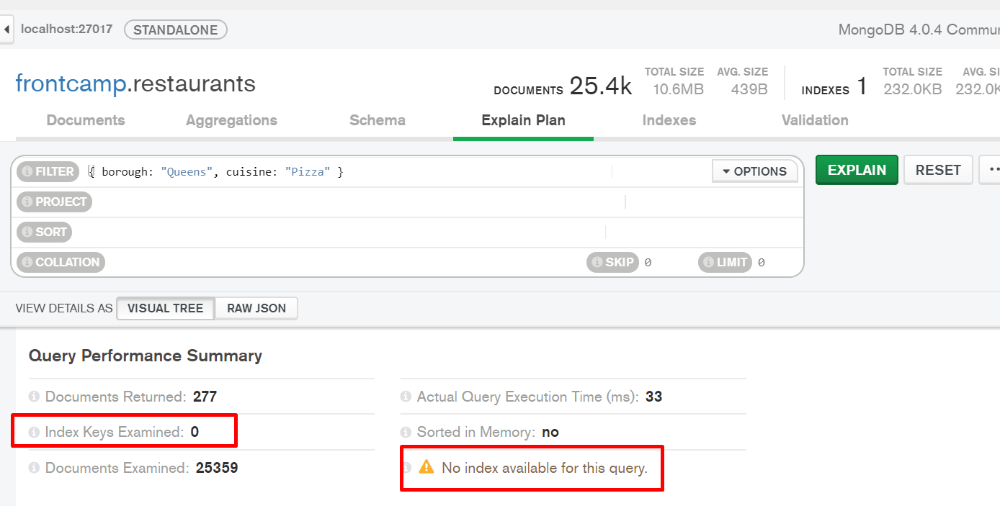 localhost:27017 STANDALONE MongoDB 4.0.4 Commu
frontcamp.restaurants
DOCUMENTS 25.4k TOTAL SIZE 10.6MB AVG. SIZE 439B INDEXES 1 TOTAL SIZE 232.0KB AVG. SI 232.0K
Documents Aggregations Schema Explain Plan Indexes Validation
FILTER { borough: "Queens", cuisine: "Pizza" } OPTIONS EXPLAIN RESET ••
PROJECT
SORT
COLLATION SKIP 0 LIMIT 0
VIEW DETAILS AS VISUAL TREE RAW JSON
Query Performance Summary
Documents Returned: 277
Index Keys Examined: 0
Documents Examined: 25359
Actual Query Execution Time (ms): 33
Sorted in Memory: no
No index available for this query.